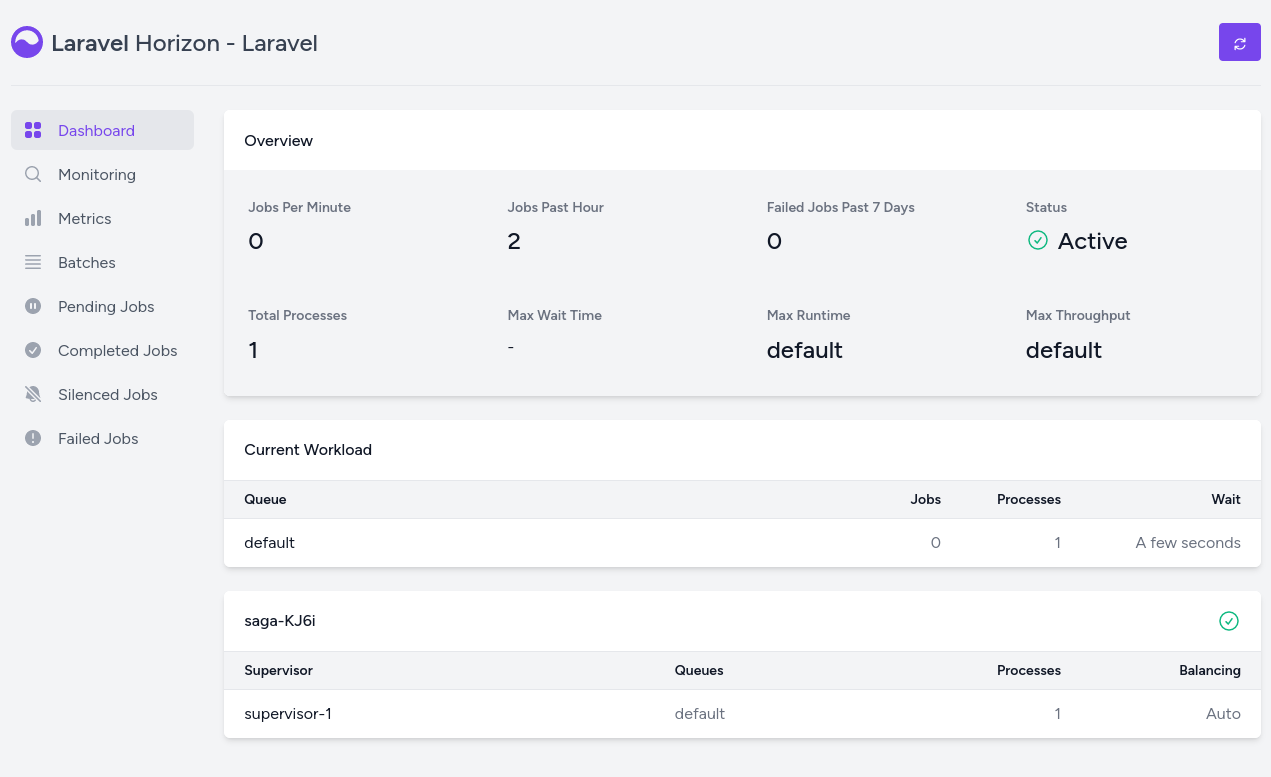 Laravel Horizon - Laravel
Dashboard
Monitoring
Metrics
Batches
Pending Jobs
Completed Jobs
Silenced Jobs
Failed Jobs
Overview
Jobs Per Minute Jobs Past Hour Failed Jobs Past 7 Days Status
0 2 0 Active
Total Processes Max Wait Time Max Runtime Max Throughput
1 - default default
Current Workload
Queue Jobs Processes Wait
default 0 1 A few seconds
saga-KJ6i
Supervisor Queues Processes Balancing
supervisor-1 default 1 Auto